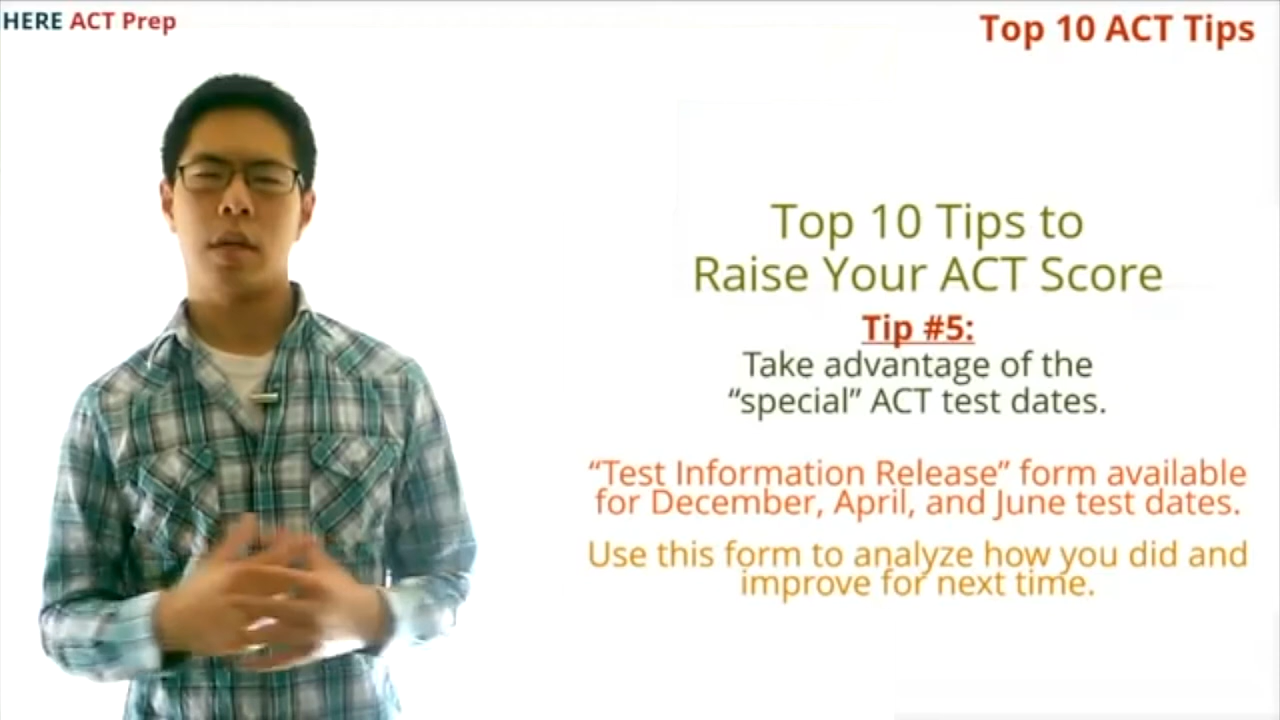 HERE ACT Prep
Top 10 ACT Tips
Top 10 Tips to
Raise Your ACT Score
Tip #5:
Take advantage of the
“special” ACT test dates.
“Test Information Release” form available
for December, April, and June test dates.
Use this form to analyze how you did and
improve for next time.